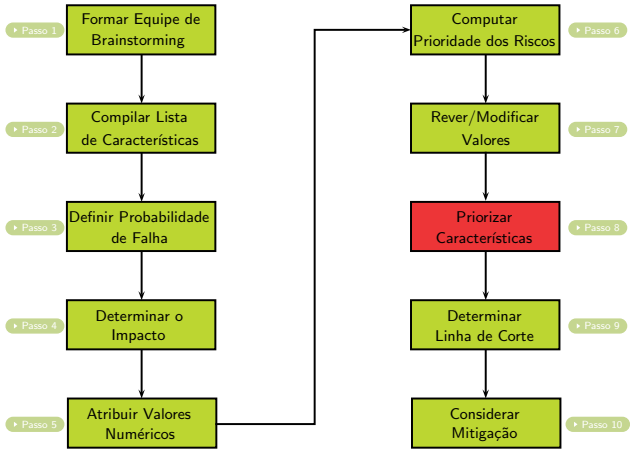 Passo 1
Formar Equipe de
Brainstorming
Passo 2
Compilar Lista
de Características
Passo 3
Definir Probabilidade
de Falha
Passo 4
Determinar o
Impacto
Passo 5
Atribuir Valores
Numéricos
Computar
Prioridade dos Riscos
Passo 6
Rever/Modificar
Valores
Passo 7
Priorizar
Características
Passo 8
Determinar
Linha de Corte
Passo 9
Considerar
Mitigação
Passo 10